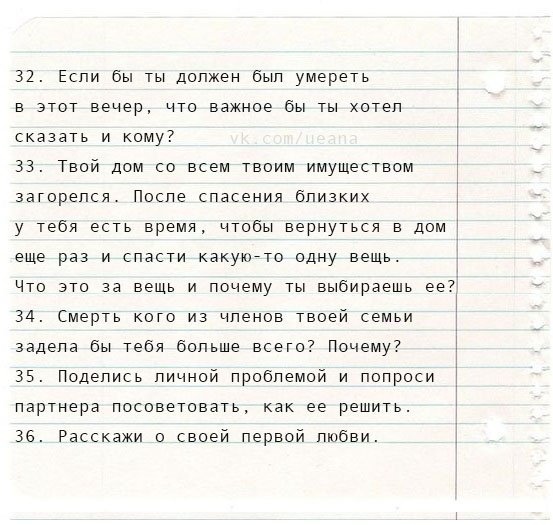 32. Если бы ты должен был умереть
в этот вечер, что важное бы ты хотел
сказать и кому?
vk.com/ueana
33. Твой дом со всем твоим имуществом
загорелся. После спасения близких
у тебя есть время, чтобы вернуться в дом
еще раз и спасти какую-то одну вещь.
Что это за вещь и почему ты выбираешь ее?
34. Смерть кого из членов твоей семьи
задела бы тебя больше всего? Почему?
35. Поделись личной проблемой и попроси
партнера посоветовать, как ее решить.
36. Расскажи о своей первой любви.